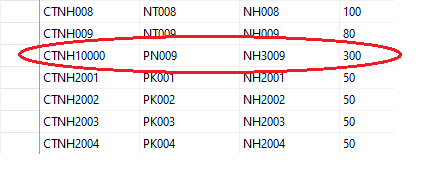 CTNH008 NT008 NH008 100
CTNH009 NT009 NH009 80
CTNH10000 PN009 NH3009 300
CTNH2001 PK001 NH2001 50
CTNH2002 PK002 NH2002 50
CTNH2003 PK003 NH2003 50
CTNH2004 PK004 NH2004 50